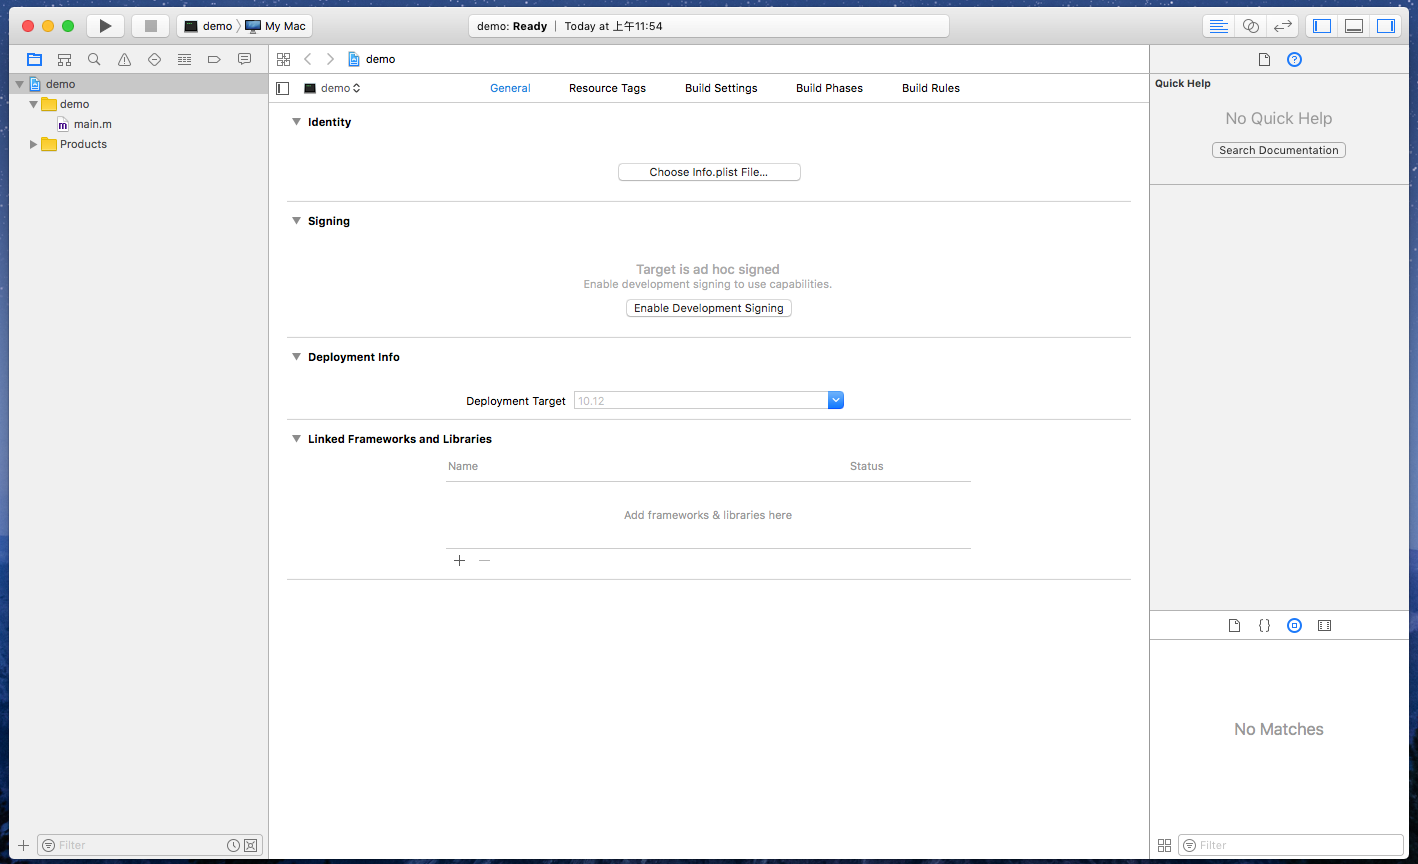 demo My Mac
demo: Ready Today at 上午11:54
demo
Quick Help
demo
demo General Resource Tags Build Settings Build Phases Build Rules
demo
main.m
Products
Identity
No Quick Help
Search Documentation
Choose Info.plist File...
Signing
Target is ad hoc signed
Enable development signing to use capabilities.
Enable Development Signing
Deployment Info
Deployment Target 10.12
Linked Frameworks and Libraries
Name Status
Add frameworks & libraries here
No Matches
Filter
Filter